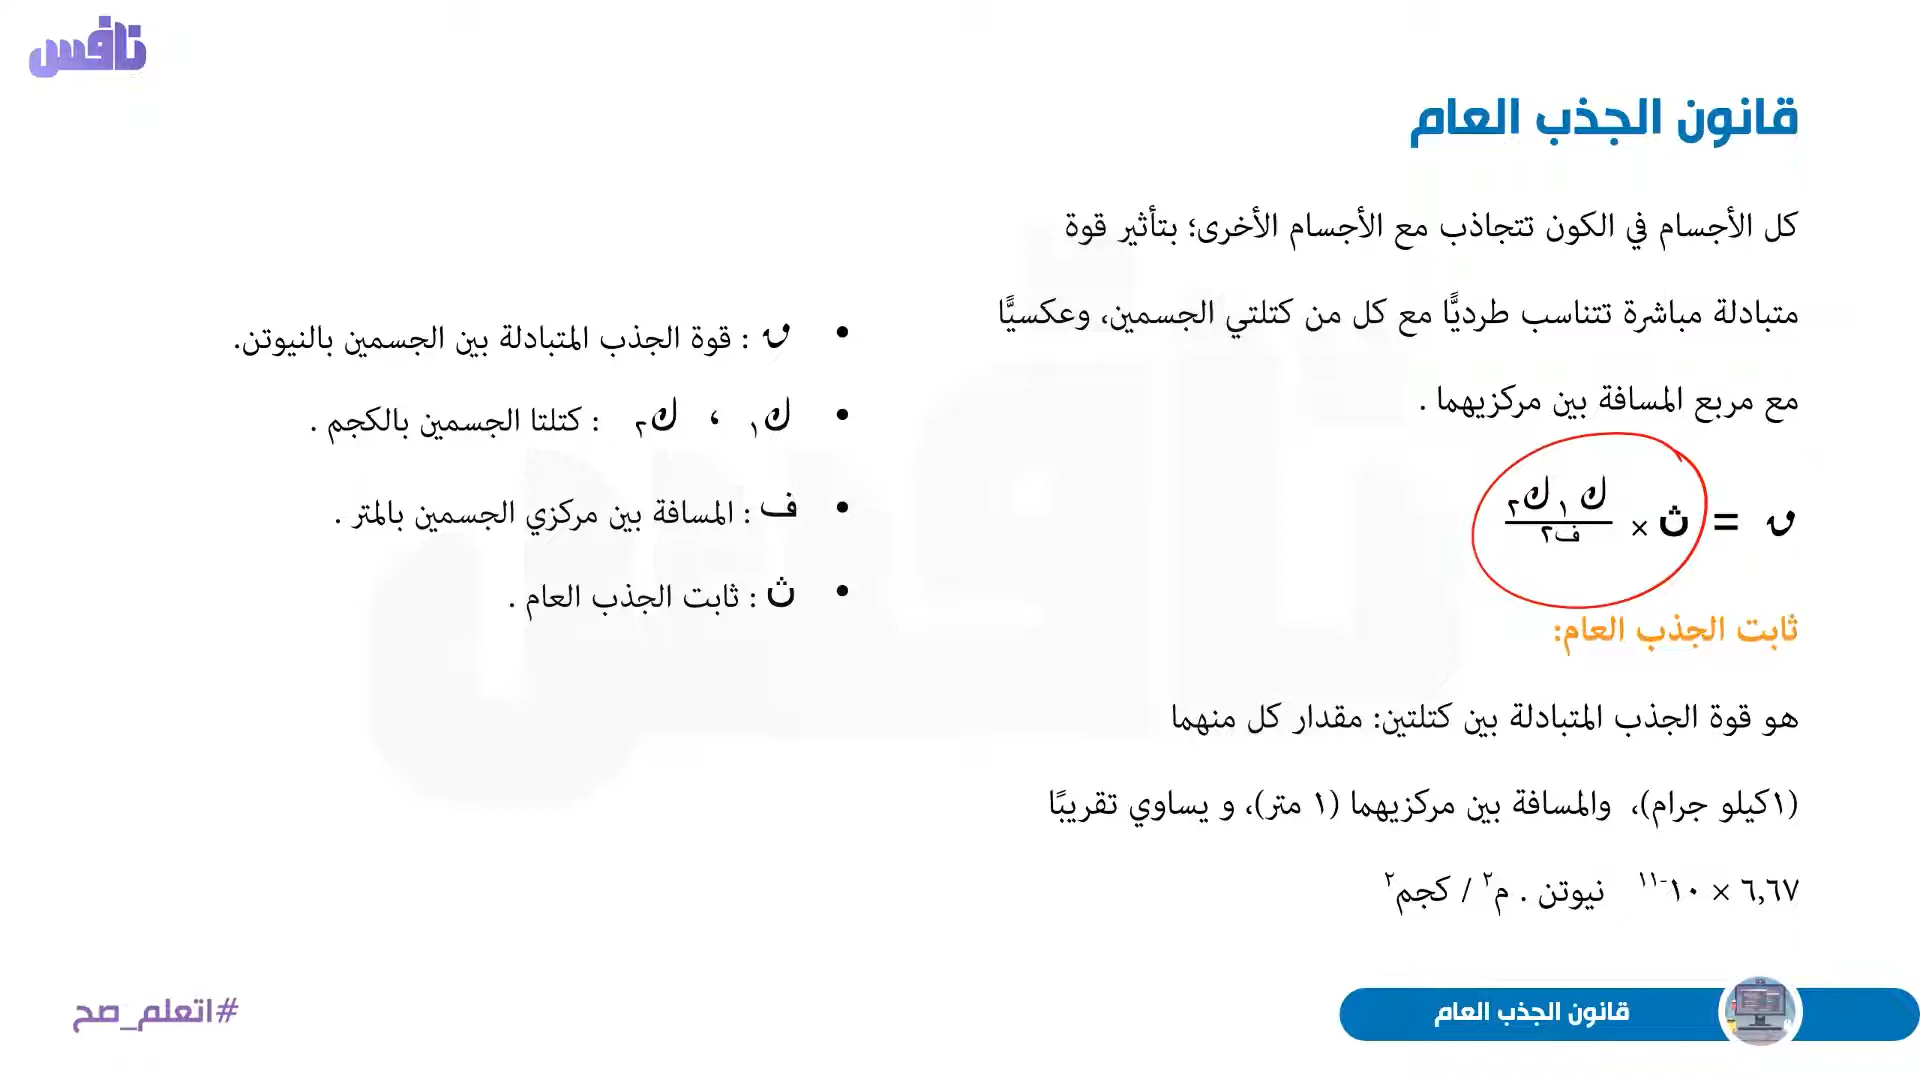 نافس
قانون الجذب العام
كل الأجسام في الكون تتجاذب مع الأجسام الأخرى؛ بتأثير قوة
متبادلة مباشرة تتناسب طرديًّا مع كل من كتلتي الجسمين، وعكسيًّا
مع مربع المسافة بين مركزيهما .
ق = ث × ك١ ك٢ / ف٢
ثابت الجذب العام:
هو قوة الجذب المتبادلة بين كتلتين: مقدار كل منهما
(١كيلو جرام)، والمسافة بين مركزيهما (١ متر)، و يساوي تقريبًا
٦,٦٧ × ١٠⁻¹¹ نيوتن . م٢ / كجم٢
• ق : قوة الجذب المتبادلة بين الجسمين بالنيوتن.
• ك١ ، ك٢ : كتلتا الجسمين بالكجم .
• ف : المسافة بين مركزي الجسمين بالمتر .
• ث : ثابت الجذب العام .
قانون الجذب العام
#اتعلم_صح